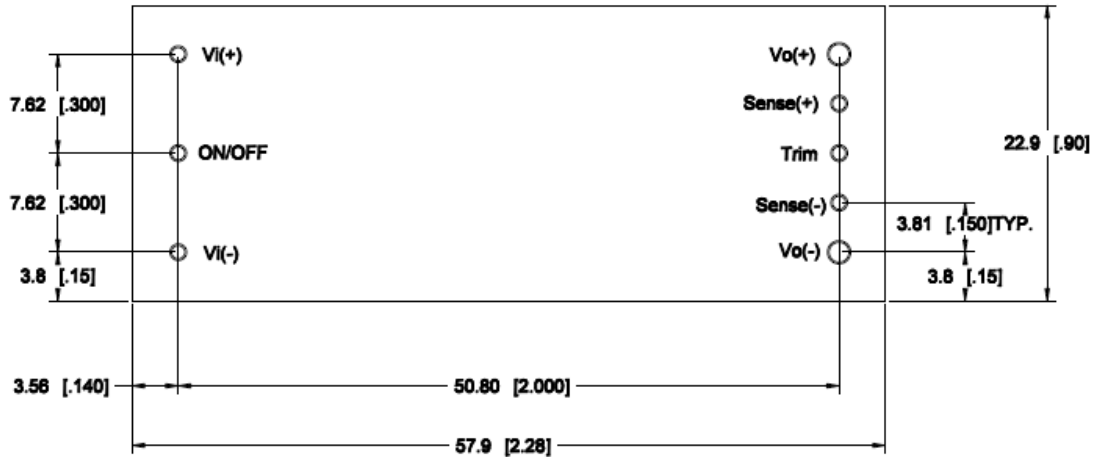 Vi(+)
Vo(+)
7.62 [.300]
Sense(+)
ON/OFF
Trim
22.9 [.90]
7.62 [.300]
Sense(-)
3.81 [.150]TYP.
Vi(-)
Vo(-)
3.8 [.15]
3.8 [.15]
3.56 [.140]
50.80 [2.000]
57.9 [2.28]